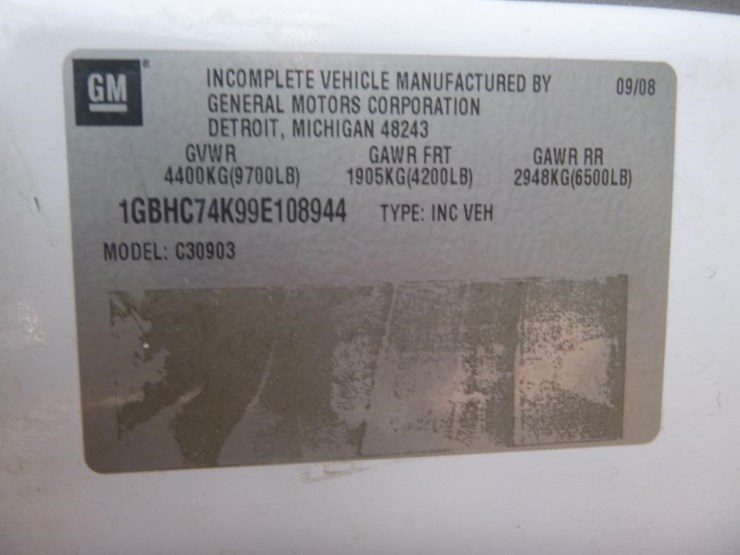 GM®
INCOMPLETE VEHICLE MANUFACTURED BY 09/08
GENERAL MOTORS CORPORATION
DETROIT, MICHIGAN 48243
GVWR GAWR FRT GAWR RR
4400KG(9700LB) 1905KG(4200LB) 2948KG(6500LB)
1GBHC74K99E108944 TYPE: INC VEH
MODEL: C30903